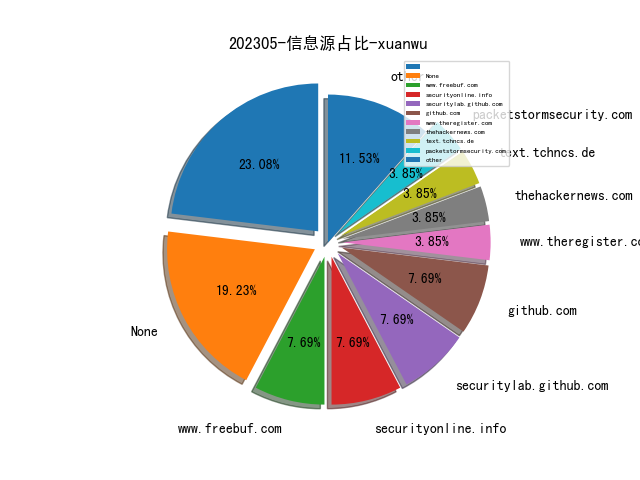 202305-信息源占比-xuanwu
other
None
www.freebuf.com
securityonline.info
securitylab.github.com
github.com
www.theregister.com
thehackernews.com
text.tchncs.de
packetstormsecurity.com
other
packetstormsecurity.com
text.tchncs.de
thehackernews.com
www.theregister.co
github.com
securitylab.github.com
securityonline.info
www.freebuf.com
None
23.08%
11.53%
3.85%
3.85%
3.85%
3.85%
7.69%
7.69%
7.69%
7.69%
19.23%